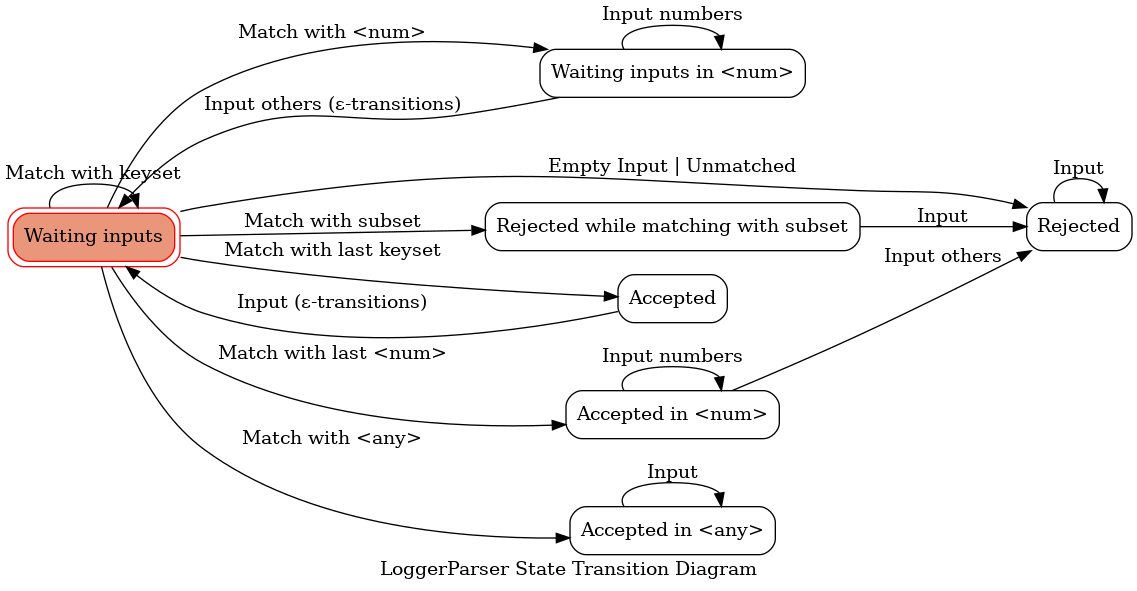 Input numbers
Match with <num>
Waiting inputs in <num>
Input others (ε-transitions)
Match with keyset
Empty Input | Unmatched
Input
Waiting inputs
Match with subset
Rejected while matching with subset
Input
Rejected
Match with last keyset
Input others
Accepted
Input (ε-transitions)
Match with last <num>
Input numbers
Accepted in <num>
Match with <any>
Input
Accepted in <any>
LoggerParser State Transition Diagram